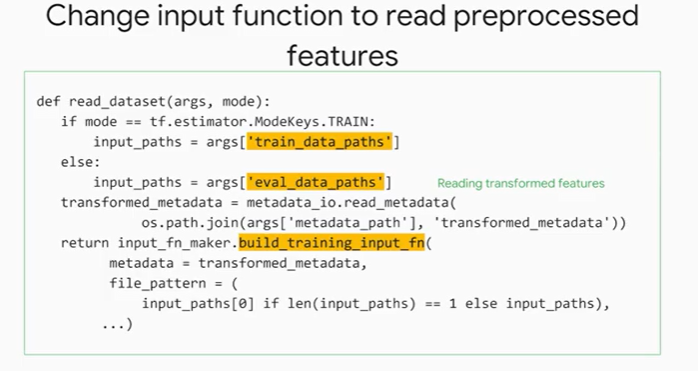 Change input function to read preprocessed
features
def read_dataset(args, mode):
if mode == tf.estimator.ModeKeys.TRAIN:
input_paths = args['train_data_paths']
else:
input_paths = args['eval_data_paths']
Reading transformed features
transformed_metadata = metadata_io.read_metadata(
os.path.join(args['metadata_path'], 'transformed_metadata'))
return input_fn_maker.build_training_input_fn(
metadata = transformed_metadata,
file_pattern = (
input_paths[0] if len(input_paths) == 1 else input_paths),
...)